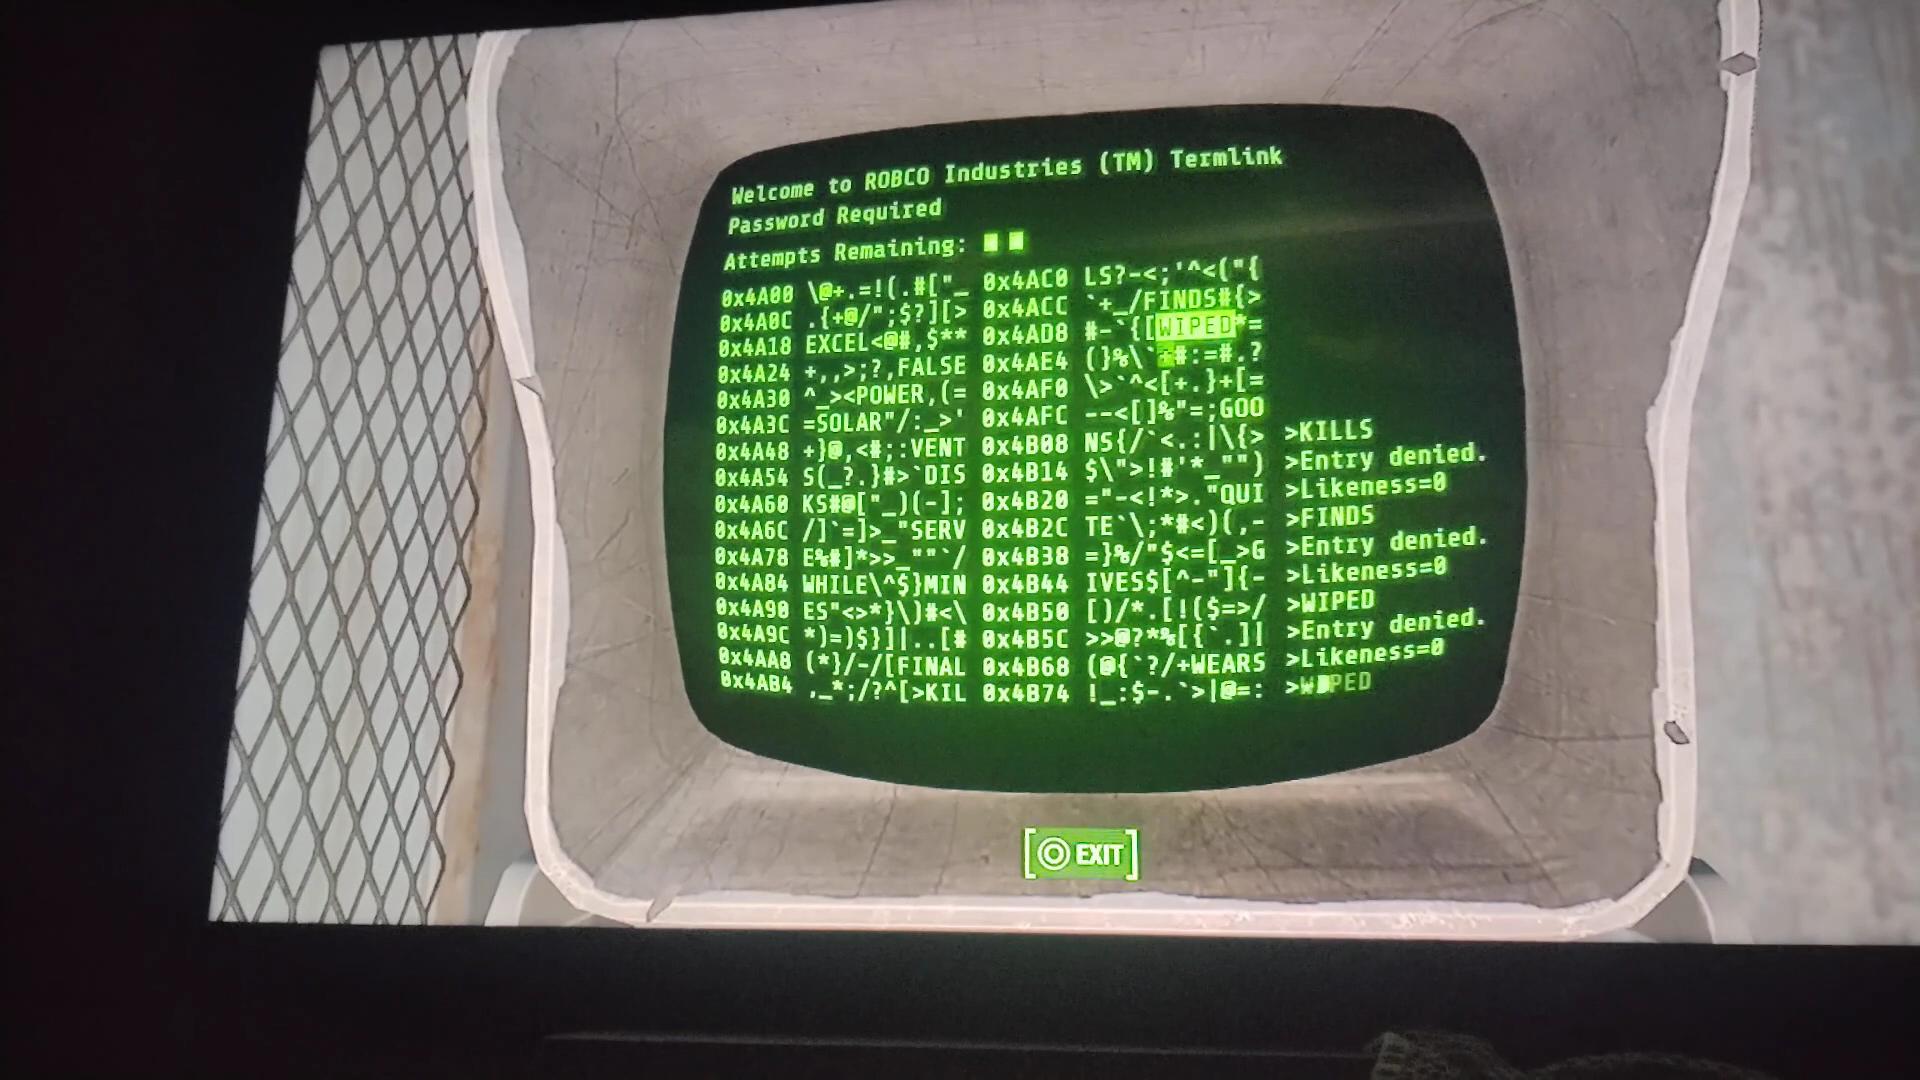 Welcome to ROBCO Industries (TM) Termlink
Password Required
Attempts Remaining: ■ ■
0x4A00 \@+.=!(.#["_ 0x4AC0 LS?-<;'^<("{
0x4A0C .{+@/";$?][> 0x4ACC `+_/FINDS#{>
0x4A18 EXCEL<@#,$** 0x4AD8 #-`{[WIPED*=
0x4A24 +,,>;?,FALSE 0x4AE4 (}%\`+#:=#.?
0x4A30 ^_><POWER,(= 0x4AF0 \>`^<[+.}+[=
0x4A3C =SOLAR"/:_>' 0x4AFC --<[]%"=;GOO
0x4A48 +}@,<#;:VENT 0x4B08 NS{/`<.:|\{> >KILLS
0x4A54 S(_?.}#>`DIS 0x4B14 $\">!#'*_"") >Entry denied.
0x4A60 KS#@["_)(-]; 0x4B20 ="-<!*>."QUI >Likeness=0
0x4A6C /]`=]>_"SERV 0x4B2C TE`\;*#<)(,- >FINDS
0x4A78 E%#]*>>_""`/ 0x4B38 =}%/"$<=[_>G >Entry denied.
0x4A84 WHILE\^$}MIN 0x4B44 IVES$[^-"]{- >Likeness=0
0x4A90 ES"<>*}\)#<\ 0x4B50 [)/*.[!($=>/ >WIPED
0x4A9C *)=)$}]|..[# 0x4B5C >>@?*%[{`.]| >Entry denied.
0x4AA8 (*}/-/[FINAL 0x4B68 (@{`?/+WEARS >Likeness=0
0x4AB4 ,_*;/?^[>KIL 0x4B74 !_:$-.`>|@=: >WIPED
EXIT